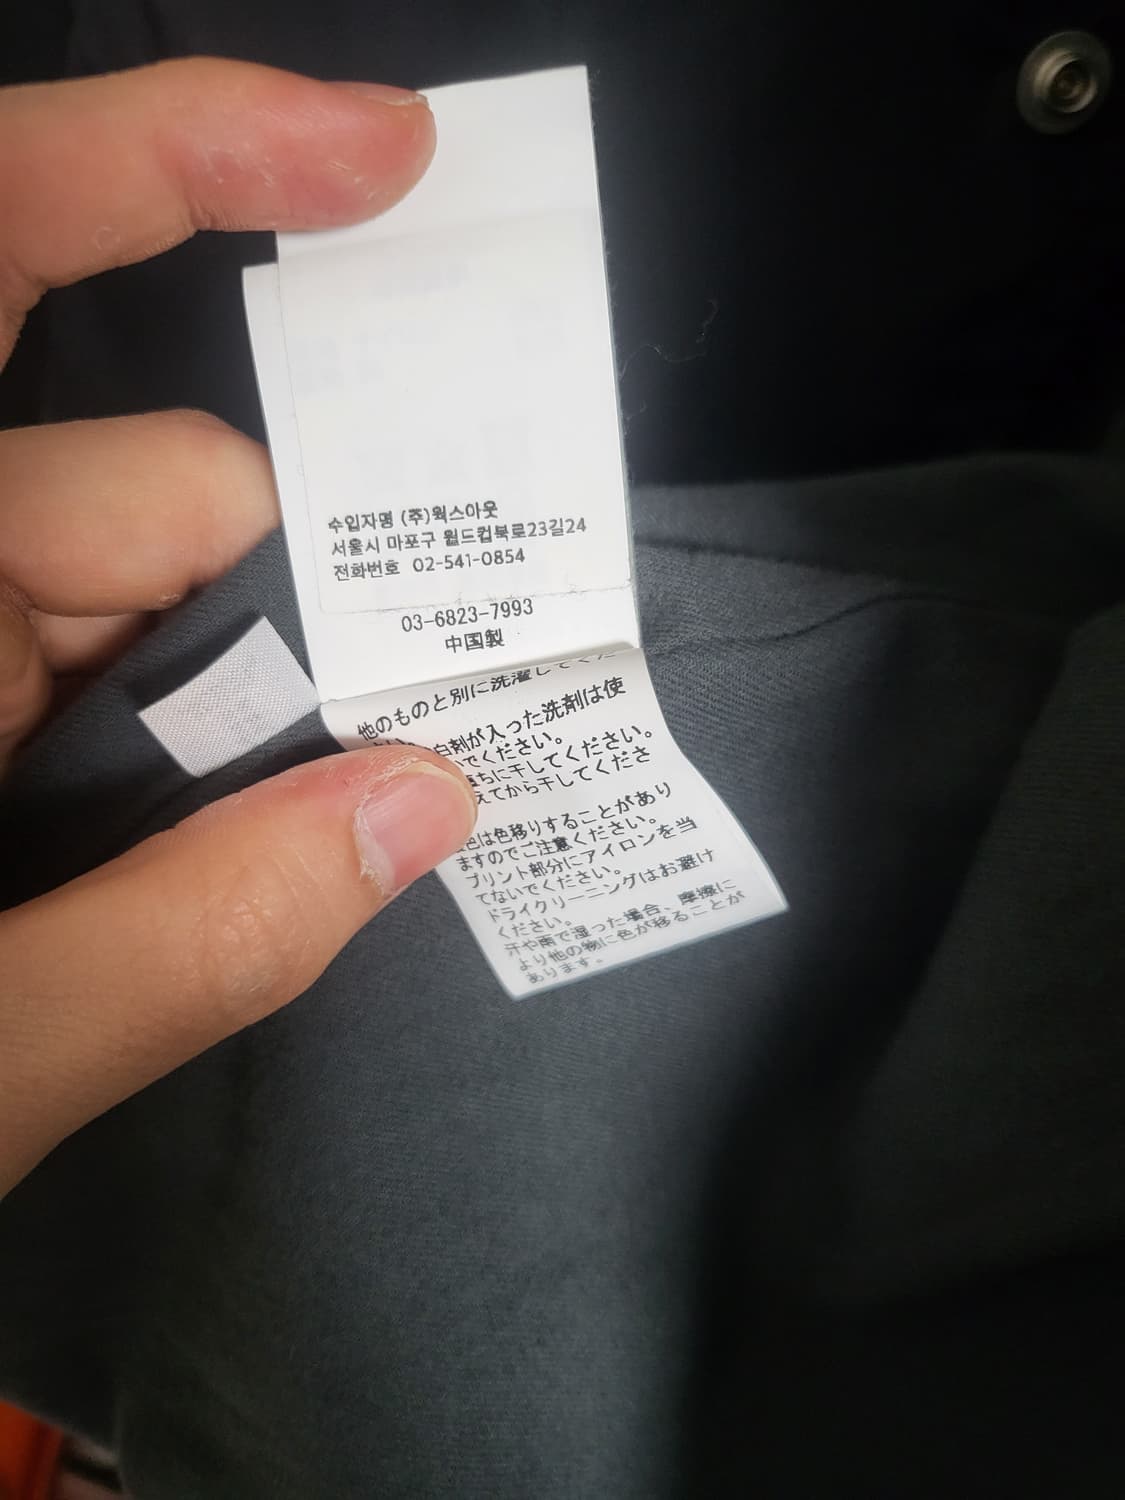 수입자명 (주)웍스아웃
서울시 마포구 월드컵북로23길24
전화번호 02-541-0854
03-6823-7993
中国製
他のものと別に洗濯してくだ
白剤が入った洗剤は使
でください。
直ちに干してください。
えてから干してくださ
は色移りすることがあり
ますのでご注意ください。
プリント部分にアイロンを当
てないでください。
ドライクリーニングはお避け
ください。
汗や雨で湿った場合、摩擦に
より他の物に色が移ることが
あります。